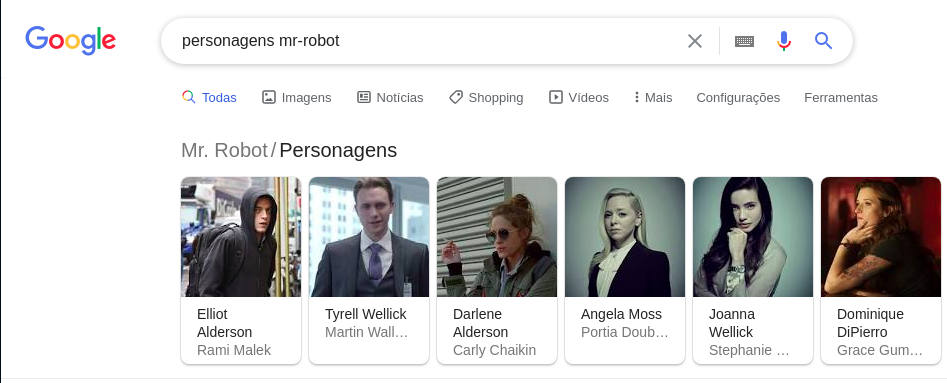 Google
personagens mr-robot
Todas Imagens Notícias Shopping Vídeos Mais Configurações Ferramentas
Mr. Robot/Personagens
Elliot
Alderson
Rami Malek
Tyrell Wellick
Martin Wall...
Darlene
Alderson
Carly Chaikin
Angela Moss
Portia Doub...
Joanna
Wellick
Stephanie ...
Dominique
DiPierro
Grace Gum...